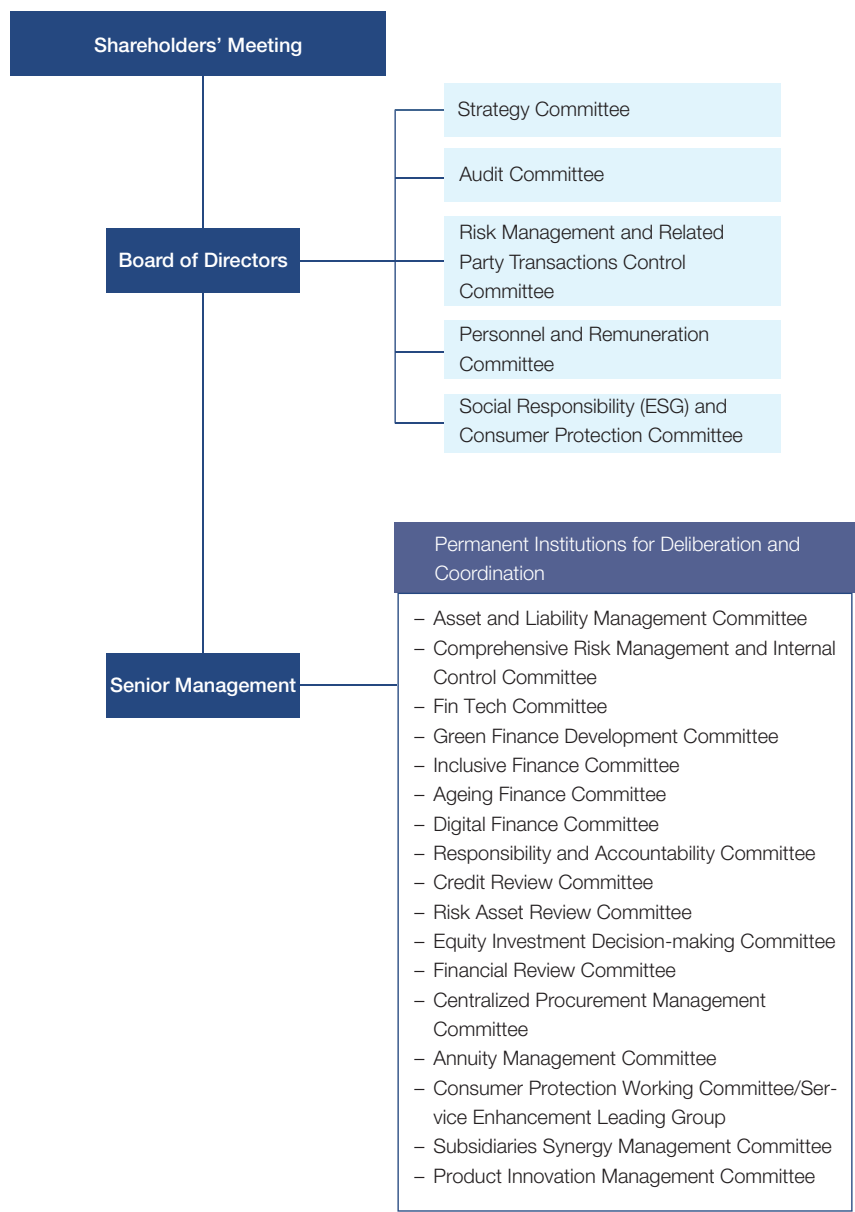 Shareholders’ Meeting
Strategy Committee
Audit Committee
Board of Directors
Risk Management and Related
Party Transactions Control
Committee
Personnel and Remuneration
Committee
Social Responsibility (ESG) and
Consumer Protection Committee
Permanent Institutions for Deliberation and
Coordination
Senior Management
– Asset and Liability Management Committee
– Comprehensive Risk Management and Internal
Control Committee
– Fin Tech Committee
– Green Finance Development Committee
– Inclusive Finance Committee
– Ageing Finance Committee
– Digital Finance Committee
– Responsibility and Accountability Committee
– Credit Review Committee
– Risk Asset Review Committee
– Equity Investment Decision-making Committee
– Financial Review Committee
– Centralized Procurement Management
Committee
– Annuity Management Committee
– Consumer Protection Working Committee/Ser-
vice Enhancement Leading Group
– Subsidiaries Synergy Management Committee
– Product Innovation Management Committee